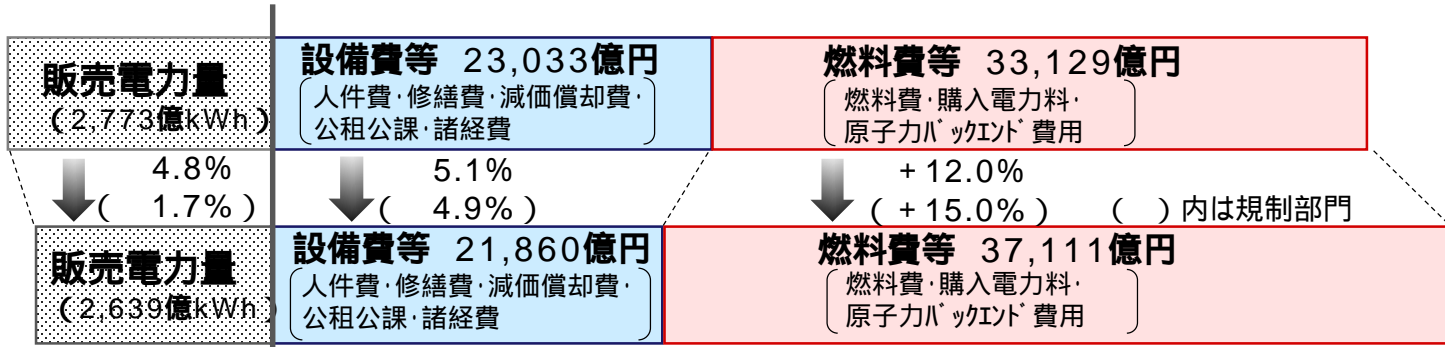 販売電力量
(2,773億kWh)
設備費等 23,033億円
人件費・修繕費・減価償却費・
公租公課・諸経費
燃料費等 33,129億円
燃料費・購入電力料・
原子力バックエンド費用
4.8%
( 1.7%)
5.1%
( 4.9%)
+12.0%
(+15.0%)
( )内は規制部門
販売電力量
(2,639億kWh)
設備費等 21,860億円
人件費・修繕費・減価償却費・
公租公課・諸経費
燃料費等 37,111億円
燃料費・購入電力料・
原子力バックエンド費用